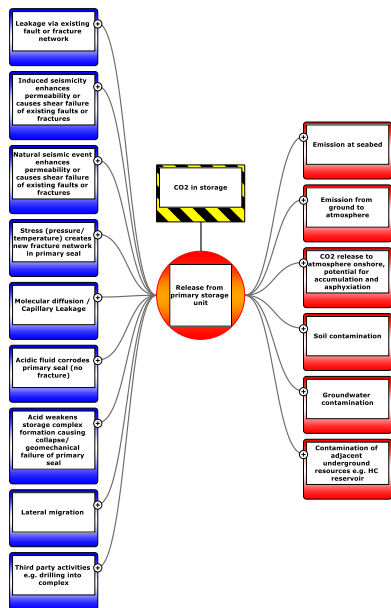 Leakage via existing
fault or fracture
network
Induced seismicity
enhances
permeability or
causes shear failure
of existing faults or
fractures
Natural seismic event
enhances
permeability or
causes shear failure
of existing faults or
fractures
Stress (pressure/
temperature) creates
new fracture network
in primary seal
Molecular diffusion /
Capillary Leakage
Acidic fluid corrodes
primary seal (no
fracture)
Acid weakens
storage complex
formation causing
collapse/
geomechanical
failure of primary
seal
Lateral migration
Third party activities
e.g. drilling into
complex
CO2 in storage
Release from
primary storage
unit
Emission at seabed
Emission from
ground to
atmosphere
CO2 release to
atmosphere onshore,
potential for
accumulation and
asphyxiation
Soil contamination
Groundwater
contamination
Contamination of
adjacent
underground
resources e.g. HC
reservoir